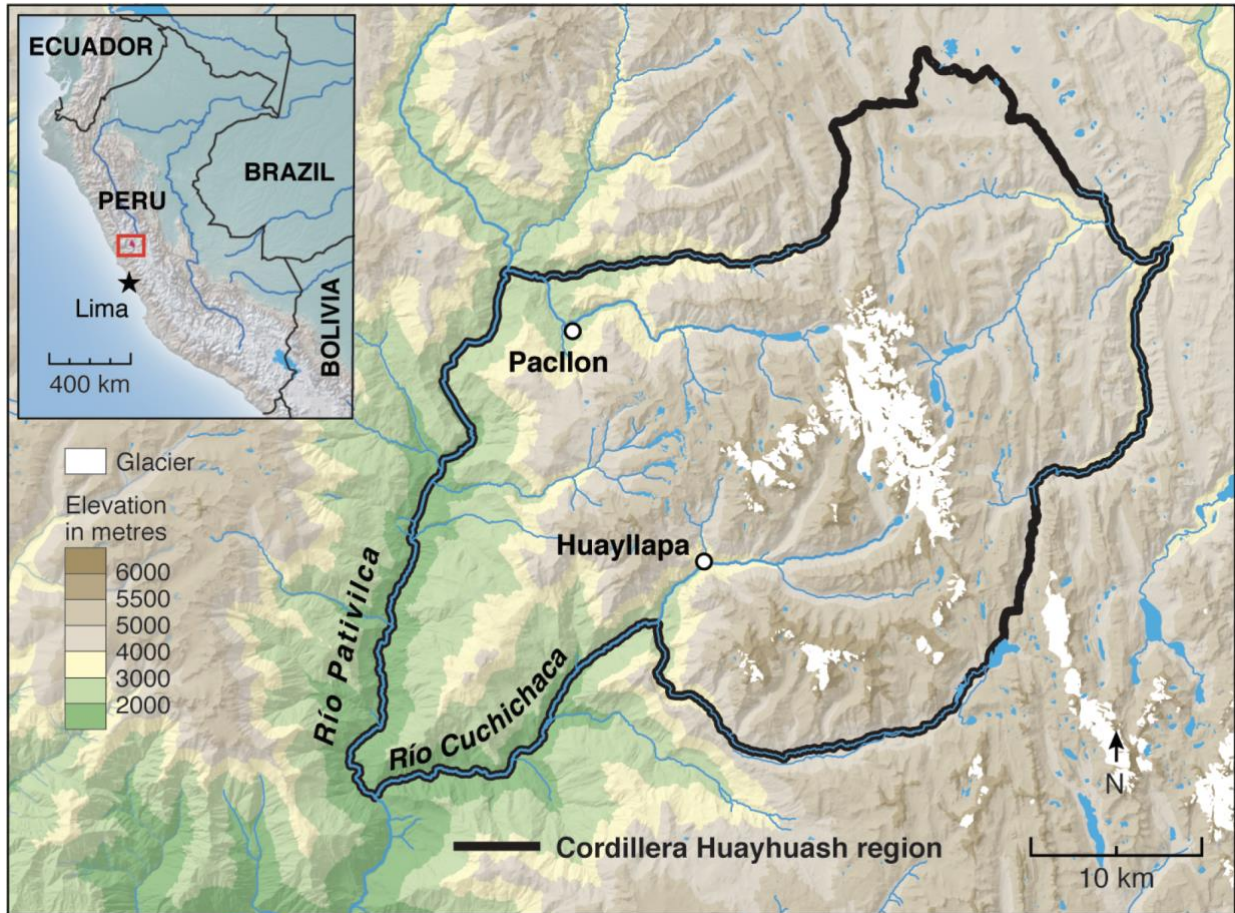 ECUADOR
BRAZIL
PERU
Lima
BOLIVIA
400 km
Glacier
Elevation
in metres
6000
5500
5000
4000
3000
2000
Pacllon
Huayllapa
Río Pativilca
Río Cuchichaca
N
Cordillera Huayhuash region
10 km